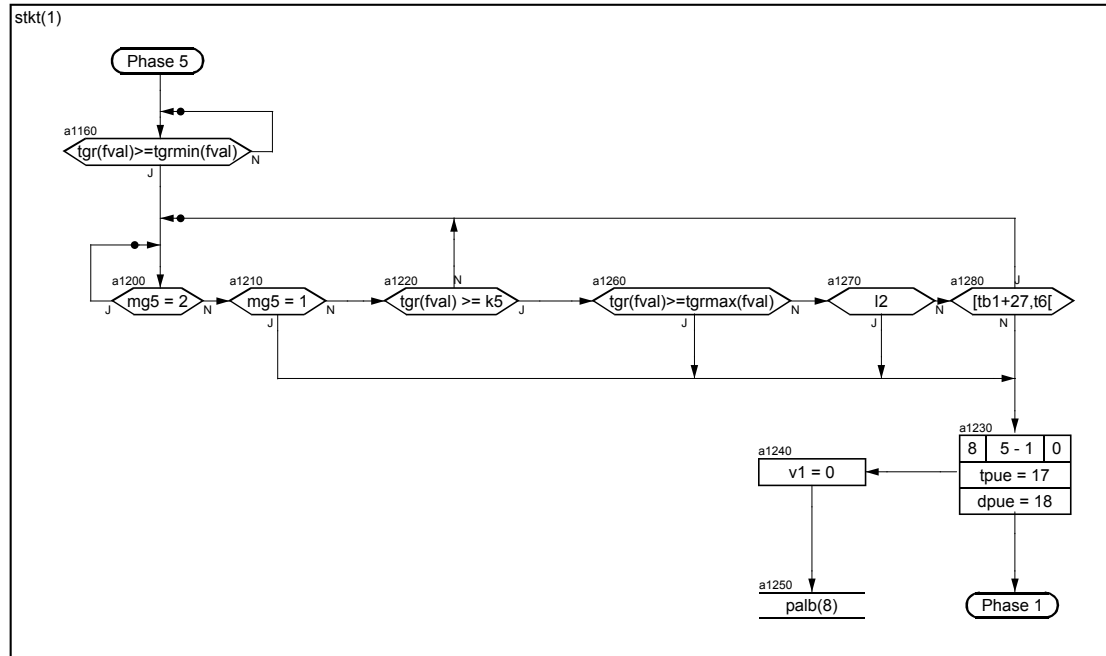 stkt(1)
Phase 5
a1160
tgr(fval)>=tgrmin(fval)
N
J
a1200
mg5 = 2
J
N
a1210
mg5 = 1
N
J
a1220
N
tgr(fval) >= k5
J
a1260
tgr(fval)>=tgrmax(fval)
N
J
a1270
l2
N
J
a1280
J
[tb1+27,t6[
N
a1230
8 5 - 1 0
tpue = 17
dpue = 18
a1240
v1 = 0
a1250
palb(8)
Phase 1